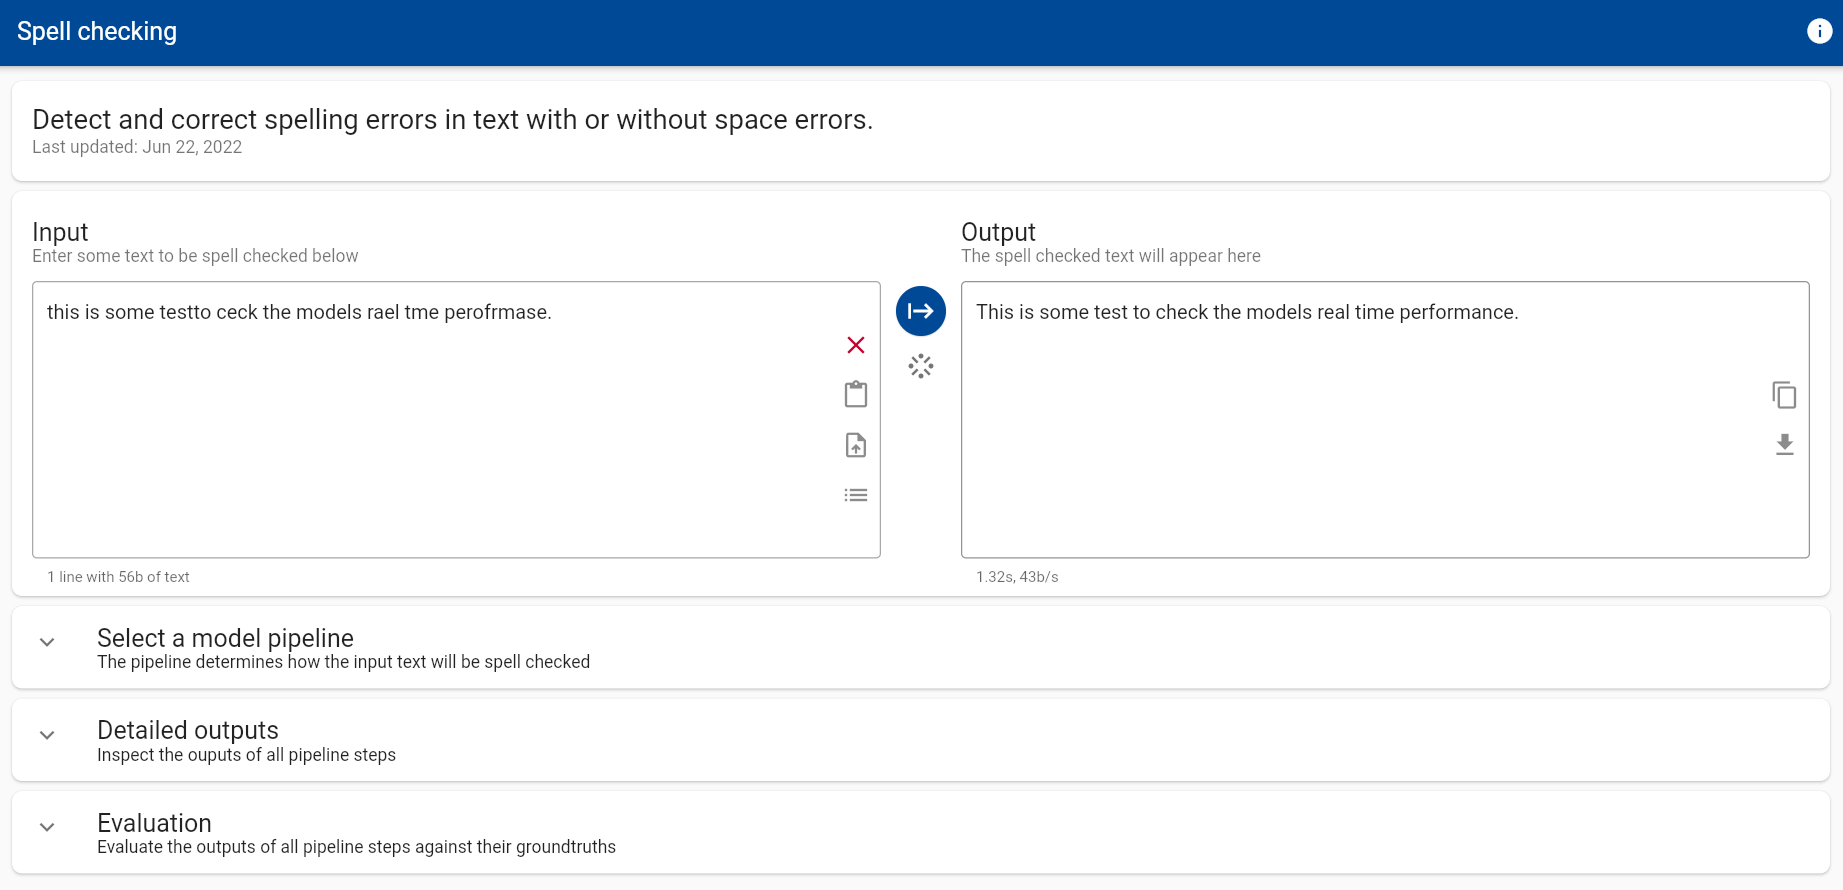 Spell checking
Detect and correct spelling errors in text with or without space errors.
Last updated: Jun 22, 2022
Input
Enter some text to be spell checked below
this is some testto ceck the models rael tme perofrmase.
1 line with 56b of text
Output
The spell checked text will appear here
This is some test to check the models real time performance.
1.32s, 43b/s
Select a model pipeline
The pipeline determines how the input text will be spell checked
Detailed outputs
Inspect the ouputs of all pipeline steps
Evaluation
Evaluate the outputs of all pipeline steps against their groundtruths